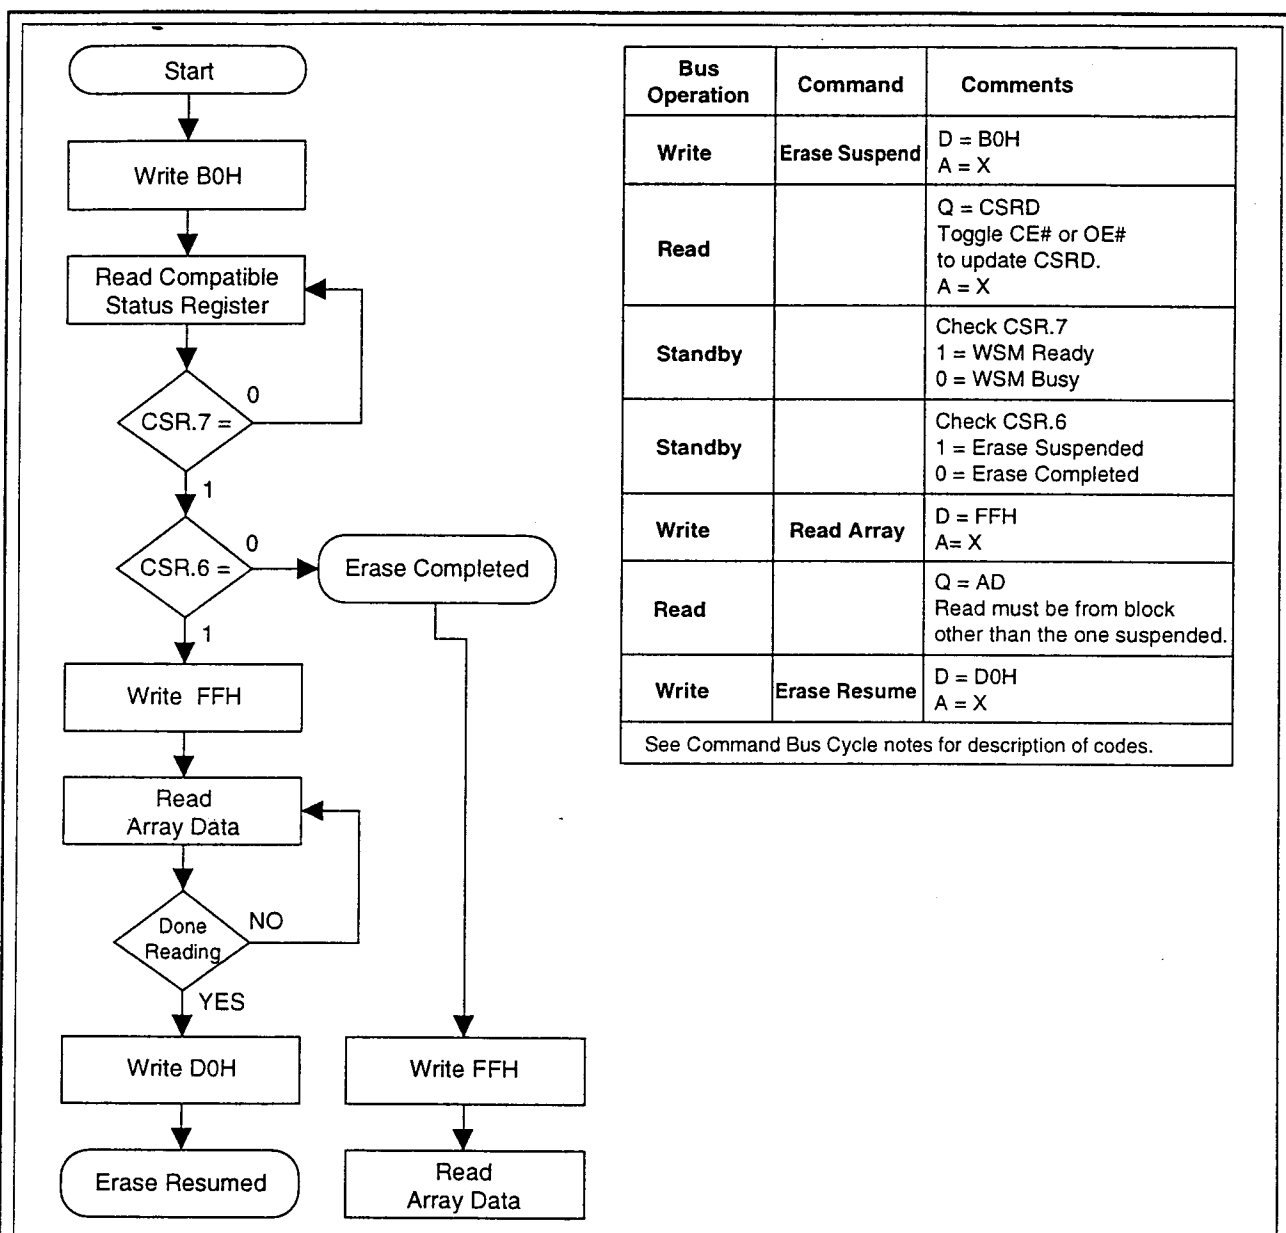 Start
Write B0H
Read Compatible
Status Register
0
CSR.7 =
1
0
CSR.6 =
Erase Completed
1
Write FFH
Read
Array Data
Done
Reading
NO
YES
Write D0H
Write FFH
Erase Resumed
Read
Array Data
Bus
Operation
Command
Comments
Write
Erase Suspend
D = B0H
A = X
Read
Q = CSRD
Toggle CE# or OE#
to update CSRD.
A = X
Standby
Check CSR.7
1 = WSM Ready
0 = WSM Busy
Standby
Check CSR.6
1 = Erase Suspended
0 = Erase Completed
Write
Read Array
D = FFH
A= X
Read
Q = AD
Read must be from block
other than the one suspended.
Write
Erase Resume
D = D0H
A = X
See Command Bus Cycle notes for description of codes.